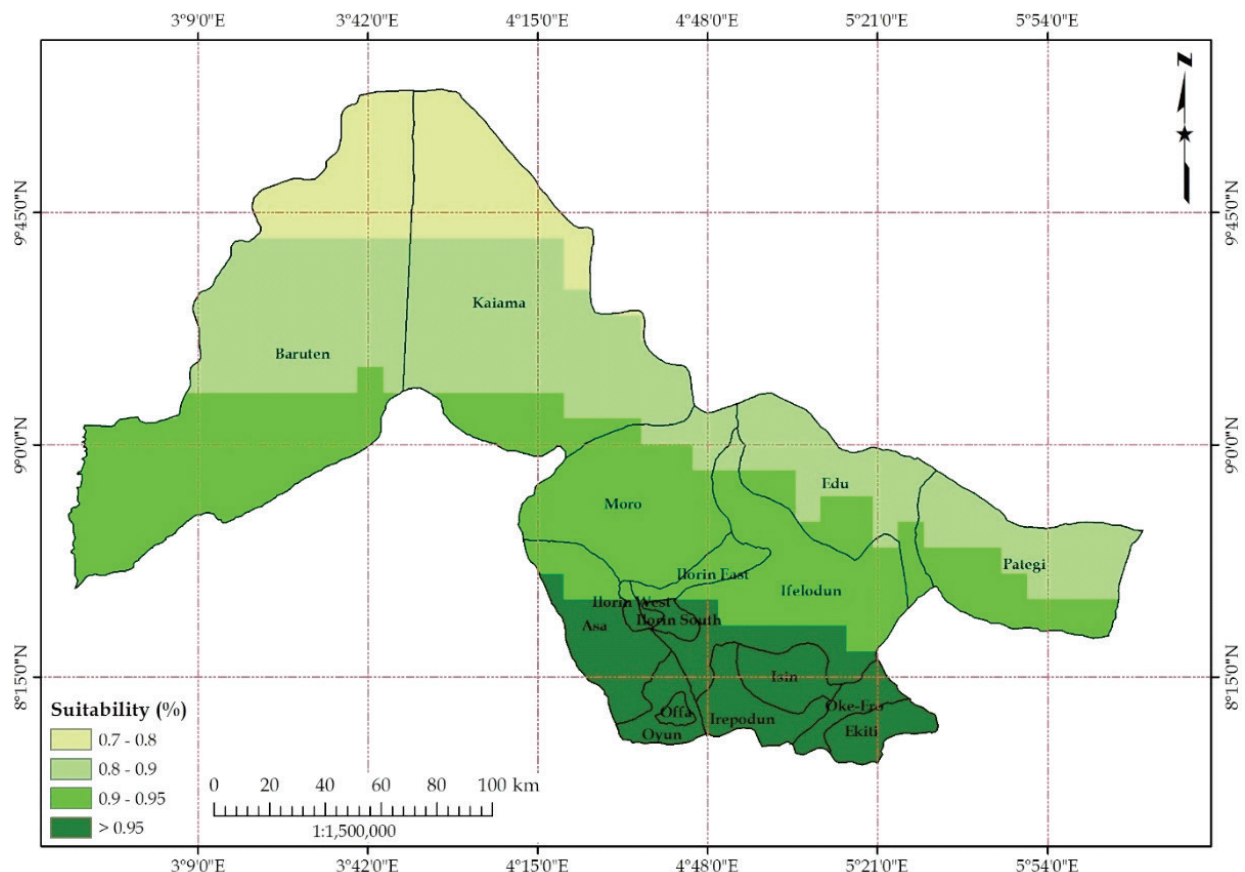 3°9'0"E 3°42'0"E 4°15'0"E 4°48'0"E 5°21'0"E 5°54'0"E
N
9°45'0"N 9°45'0"N
Kaiama
Baruten
9°0'0"N 9°0'0"N
Edu
Moro
Pategi
Ilorin East
Ifelodun
Ilorin West
Ilorin South
Asa
8°15'0"N 8°15'0"N
Isin
Suitability (%)
Oke-Ero
Offa
Irepodun
0.7 - 0.8
Oyun
Ekiti
0.8 - 0.9
0 20 40 60 80 100 km
0.9 - 0.95
> 0.95
1:1,500,000
3°9'0"E 3°42'0"E 4°15'0"E 4°48'0"E 5°21'0"E 5°54'0"E